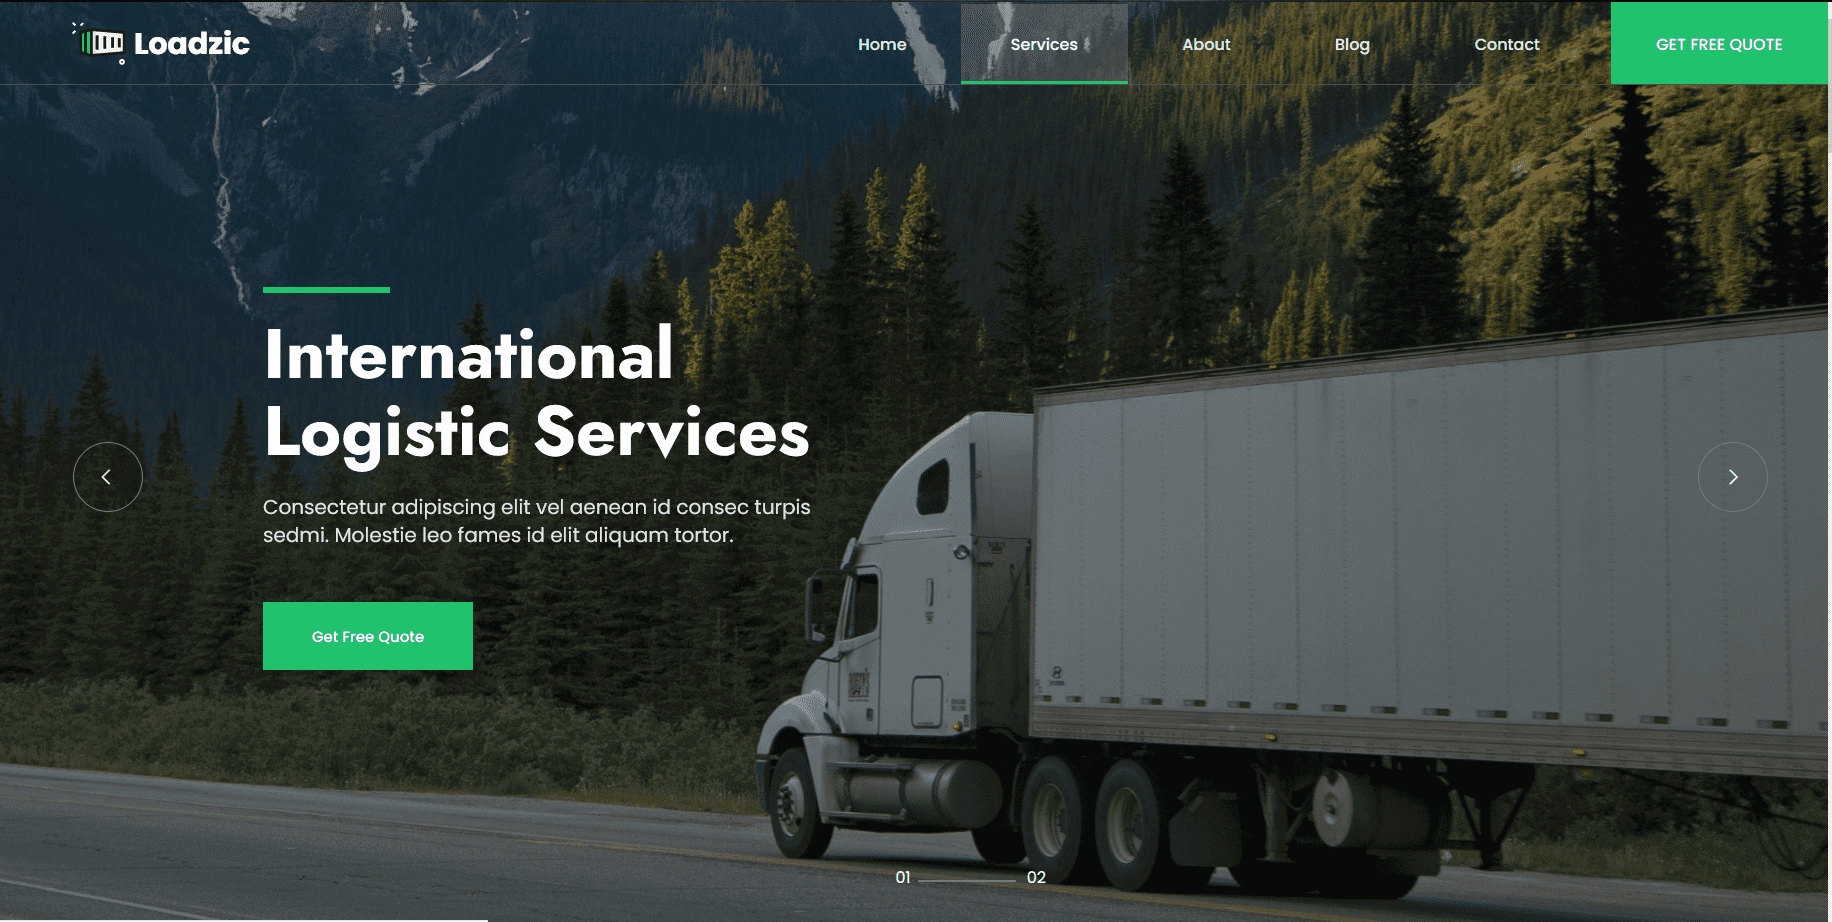 Loadzic
Home
Services
About
Blog
Contact
GET FREE QUOTE
International
Logistic Services
Consectetur adipiscing elit vel aenean id consec turpis
sedmi. Molestie leo fames id elit aliquam tortor.
Get Free Quote
01
02